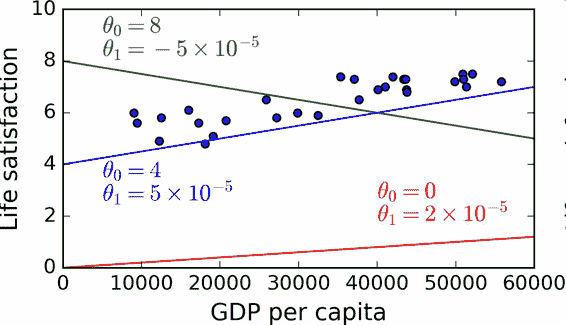 10
8
6
4
2
0
Life satisfaction
θ₀ = 8
θ₁ = −5 × 10⁻⁵
θ₀ = 4
θ₁ = 5 × 10⁻⁵
θ₀ = 0
θ₁ = 2 × 10⁻⁵
0 10000 20000 30000 40000 50000 60000
GDP per capita